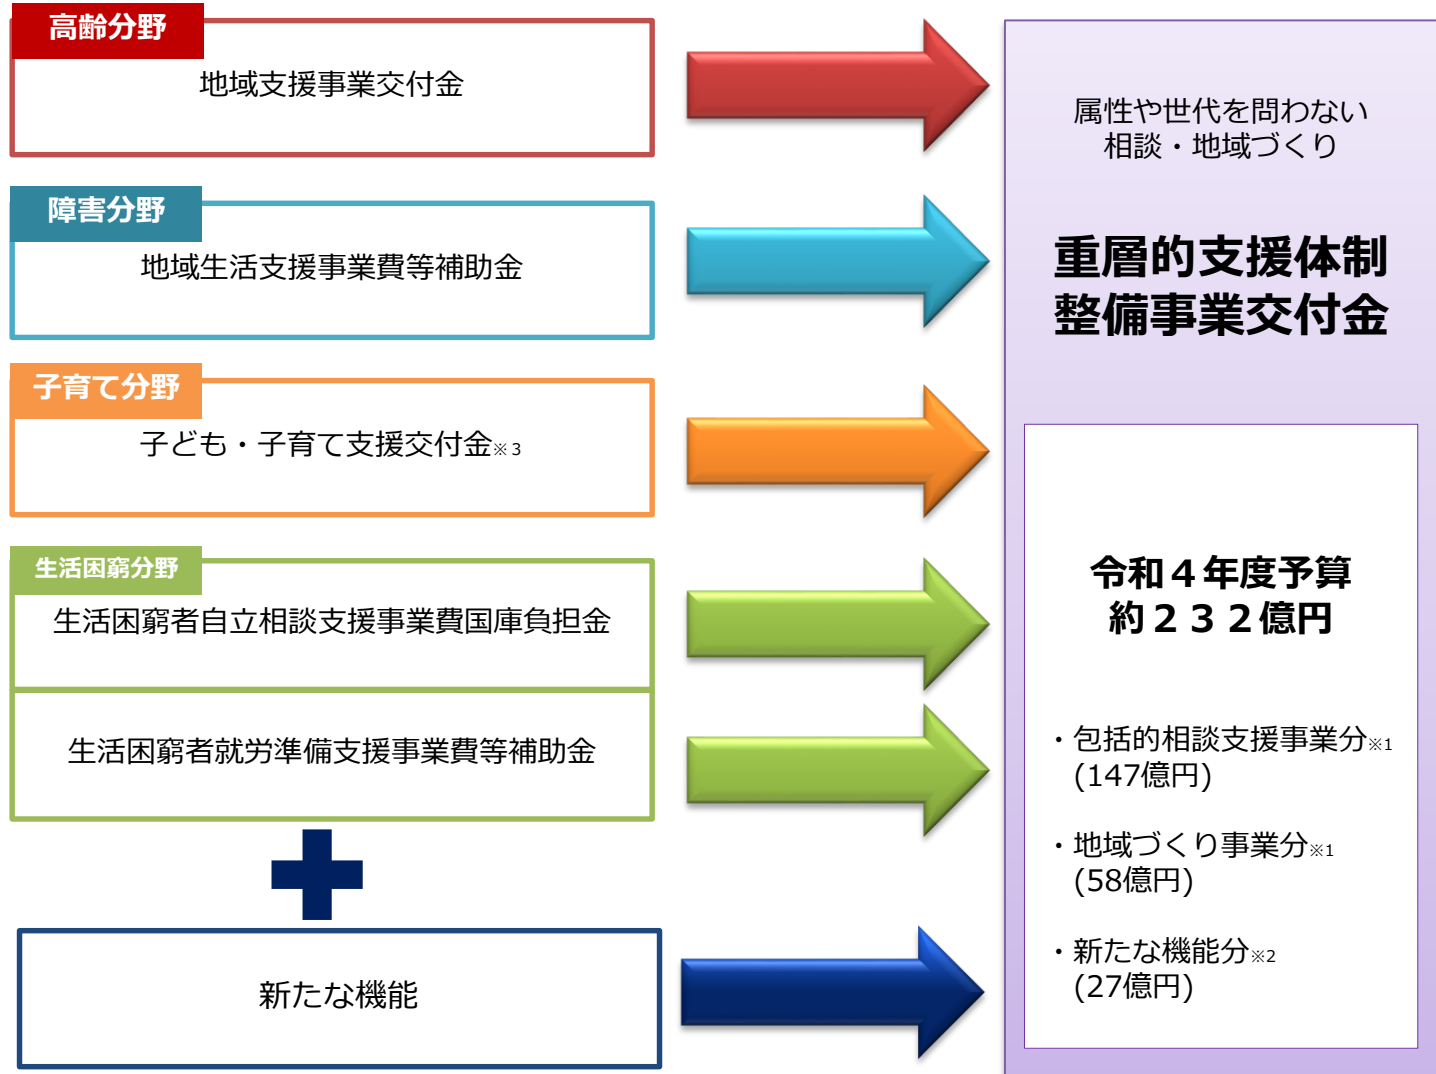 高齢分野
地域支援事業交付金
障害分野
地域生活支援事業費等補助金
子育て分野
子ども・子育て支援交付金※３
生活困窮分野
生活困窮者自立相談支援事業費国庫負担金
生活困窮者就労準備支援事業費等補助金
新たな機能
属性や世代を問わない
相談・地域づくり
重層的支援体制
整備事業交付金
令和４年度予算
約２３２億円
・包括的相談支援事業分※1
(147億円)
・地域づくり事業分※1
(58億円)
・新たな機能分※2
(27億円)